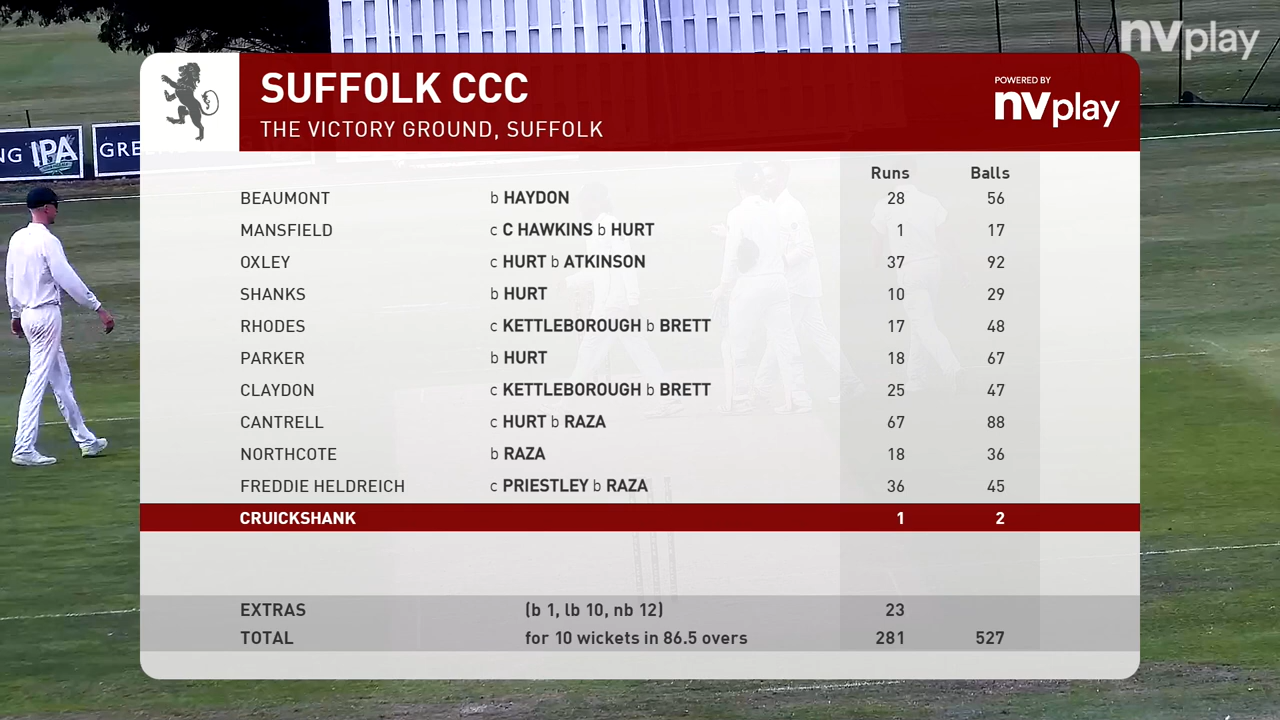 nvplay
SUFFOLK CCC
THE VICTORY GROUND, SUFFOLK
POWERED BY
nvplay
NG IPA
GRE
Runs Balls
BEAUMONT b HAYDON 28 56
MANSFIELD c C HAWKINS b HURT 1 17
OXLEY c HURT b ATKINSON 37 92
SHANKS b HURT 10 29
RHODES c KETTLEBOROUGH b BRETT 17 48
PARKER b HURT 18 67
CLAYDON c KETTLEBOROUGH b BRETT 25 47
CANTRELL c HURT b RAZA 67 88
NORTHCOTE b RAZA 18 36
FREDDIE HELDREICH c PRIESTLEY b RAZA 36 45
CRUICKSHANK 1 2
EXTRAS (b 1, lb 10, nb 12) 23
TOTAL for 10 wickets in 86.5 overs 281 527